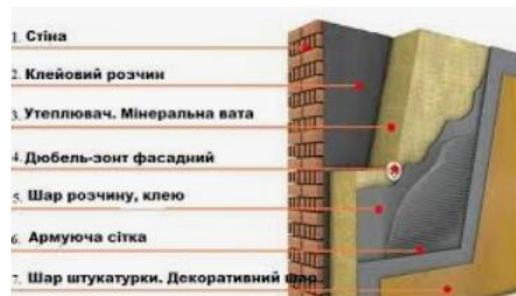 1. Стіна
2. Клейовий розчин
3. Утеплювач. Мінеральна вата
4. Дюбель-зонт фасадний
5. Шар розчину, клею
6. Армуюча сітка
7. Шар штукатурки. Декоративний шар